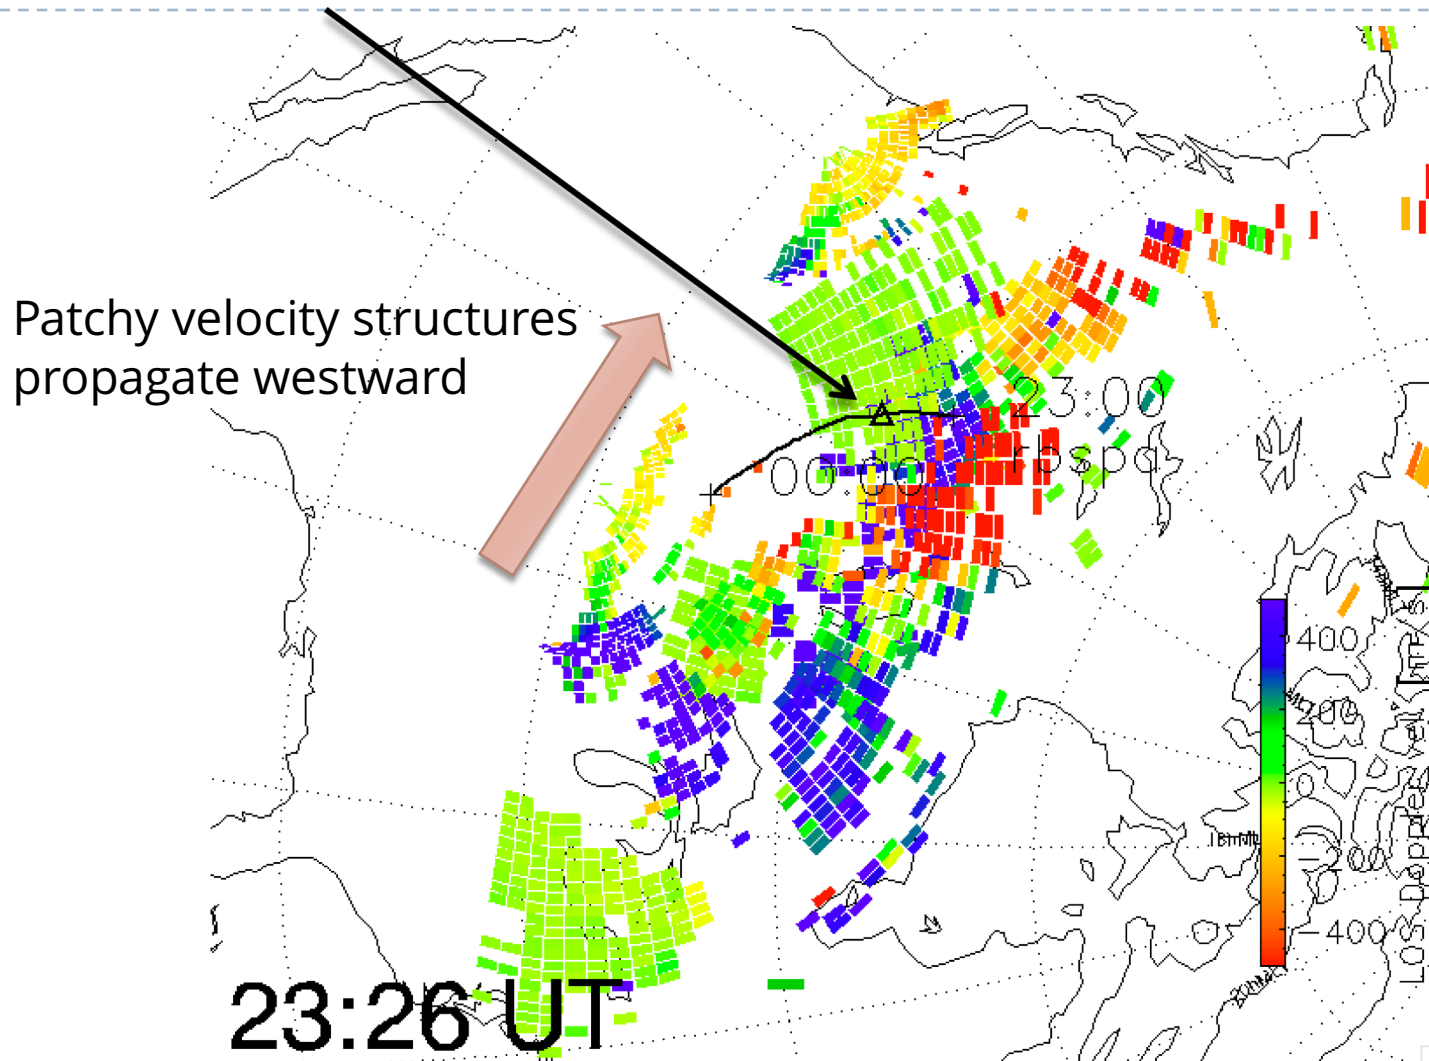 Patchy velocity structures
propagate westward
23:00
rbspa
00:00
400
200
0
-200
-400
LOS Doppler vel. [m/s]
23:26 UT